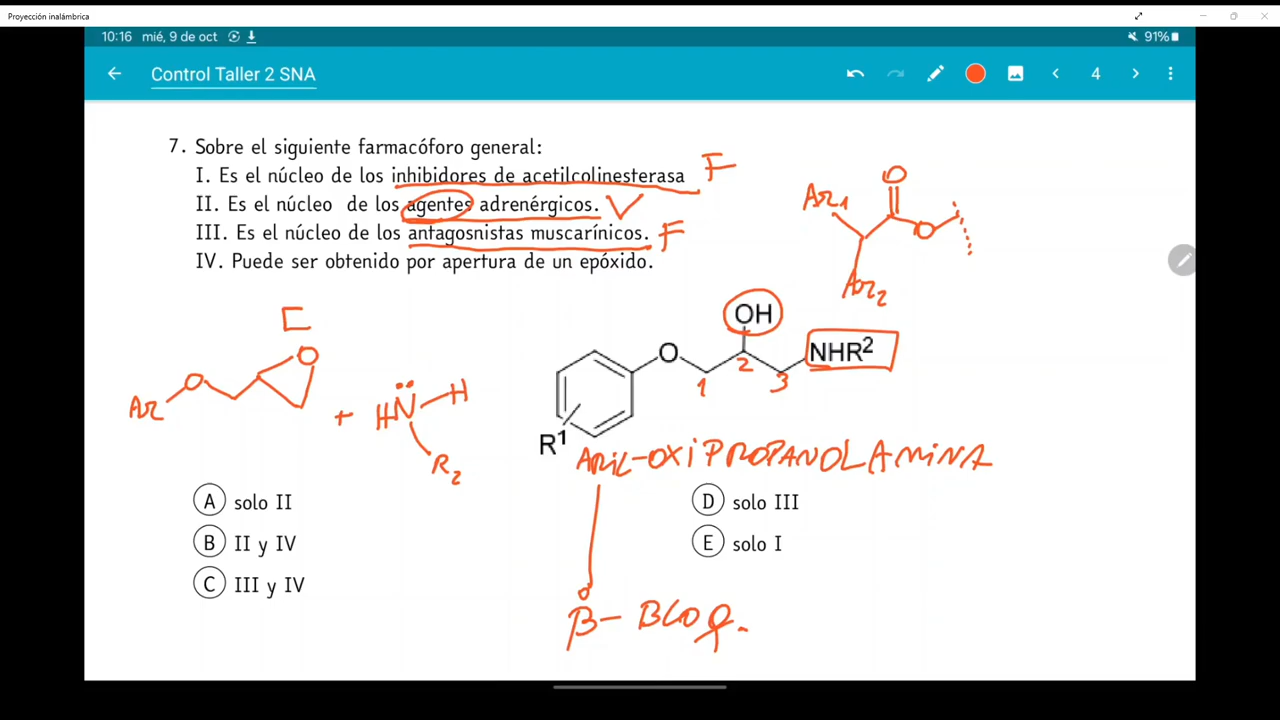 Proyección inalámbrica
10:16 mié, 9 de oct
91%
Control Taller 2 SNA
4
7. Sobre el siguiente farmacóforo general:
I. Es el núcleo de los inhibidores de acetilcolinesterasa F
II. Es el núcleo de los agentes adrenérgicos.
III. Es el núcleo de los antagosnistas muscarínicos. F
IV. Puede ser obtenido por apertura de un epóxido.
O
Ar1
O
Ar2
O
Ar
O
+ HN
H
R2
OH
O
NHR²
1 2 3
R¹
ARIL-OXIPROPANOLAMINA
A solo II
B II y IV
C III y IV
D solo III
E solo I
β-BLOQ.